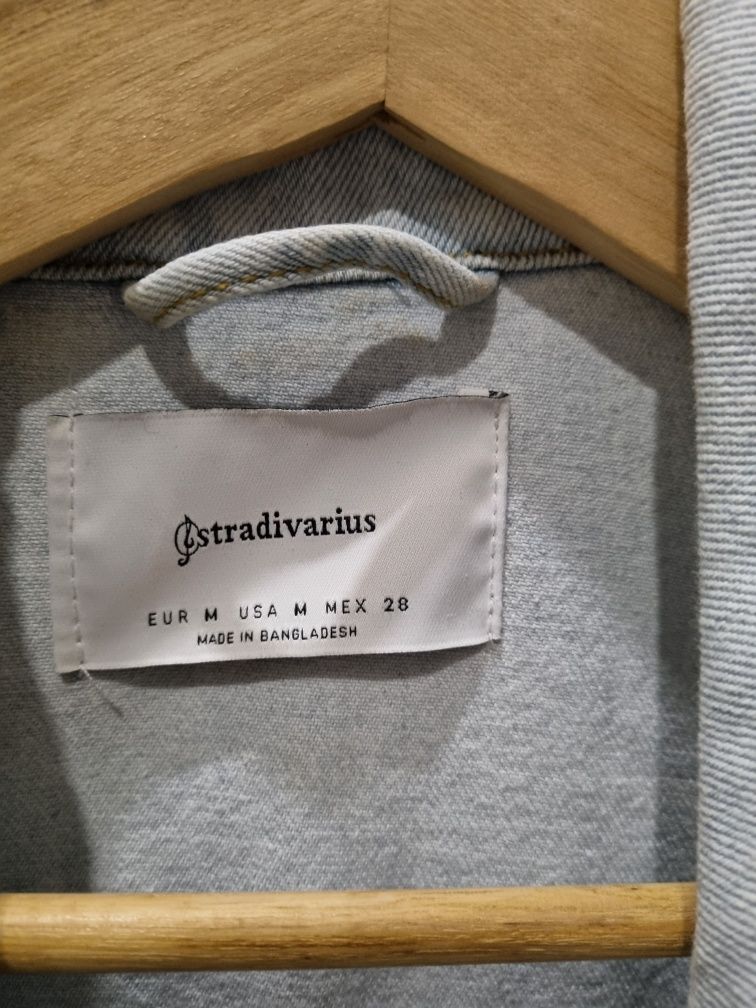 stradivarius
EUR M USA M MEX 28
MADE IN BANGLADESH